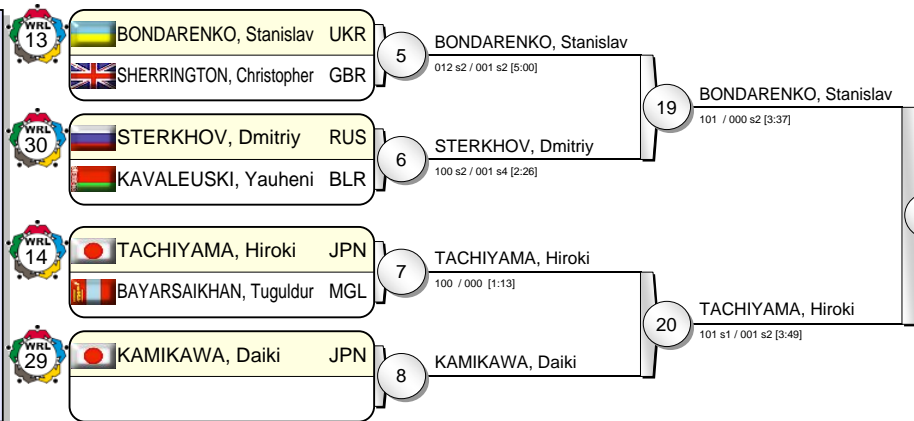 WRL
13
BONDARENKO, Stanislav UKR
SHERRINGTON, Christopher GBR
5
BONDARENKO, Stanislav
012 s2 / 001 s2 [5:00]
WRL
30
STERKHOV, Dmitriy RUS
KAVALEUSKI, Yauheni BLR
6
STERKHOV, Dmitriy
100 s2 / 001 s4 [2:26]
19
BONDARENKO, Stanislav
101 / 000 s2 [3:37]
WRL
14
TACHIYAMA, Hiroki JPN
BAYARSAIKHAN, Tuguldur MGL
7
TACHIYAMA, Hiroki
100 / 000 [1:13]
WRL
29
KAMIKAWA, Daiki JPN
8
KAMIKAWA, Daiki
20
TACHIYAMA, Hiroki
101 s1 / 001 s2 [3:49]